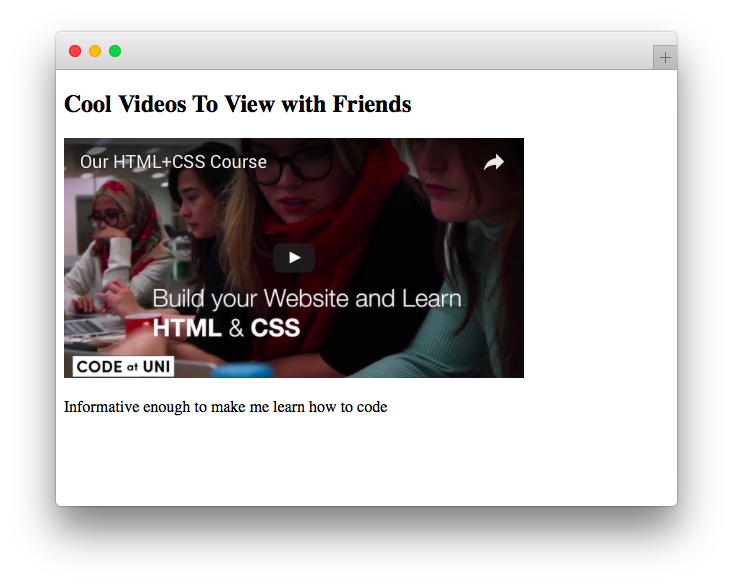 Cool Videos To View with Friends
Our HTML+CSS Course
Build your Website and Learn
HTML & CSS
CODE at UNI
Informative enough to make me learn how to code